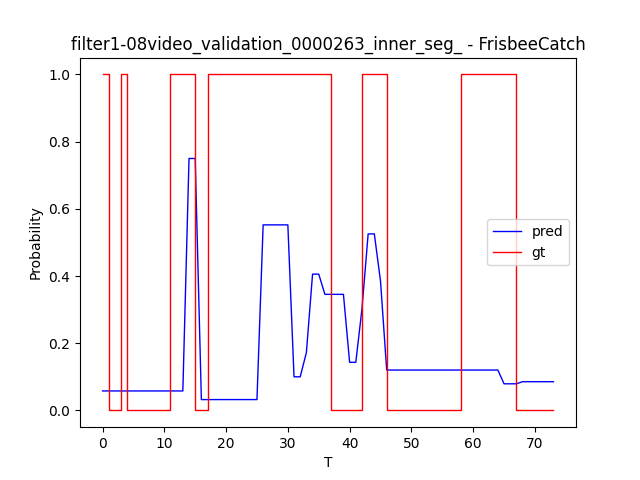 filter1-08video_validation_0000263_inner_seg_ - FrisbeeCatch
1.0
0.8
0.6
0.4
0.2
0.0
Probability
pred
gt
0 10 20 30 40 50 60 70
T